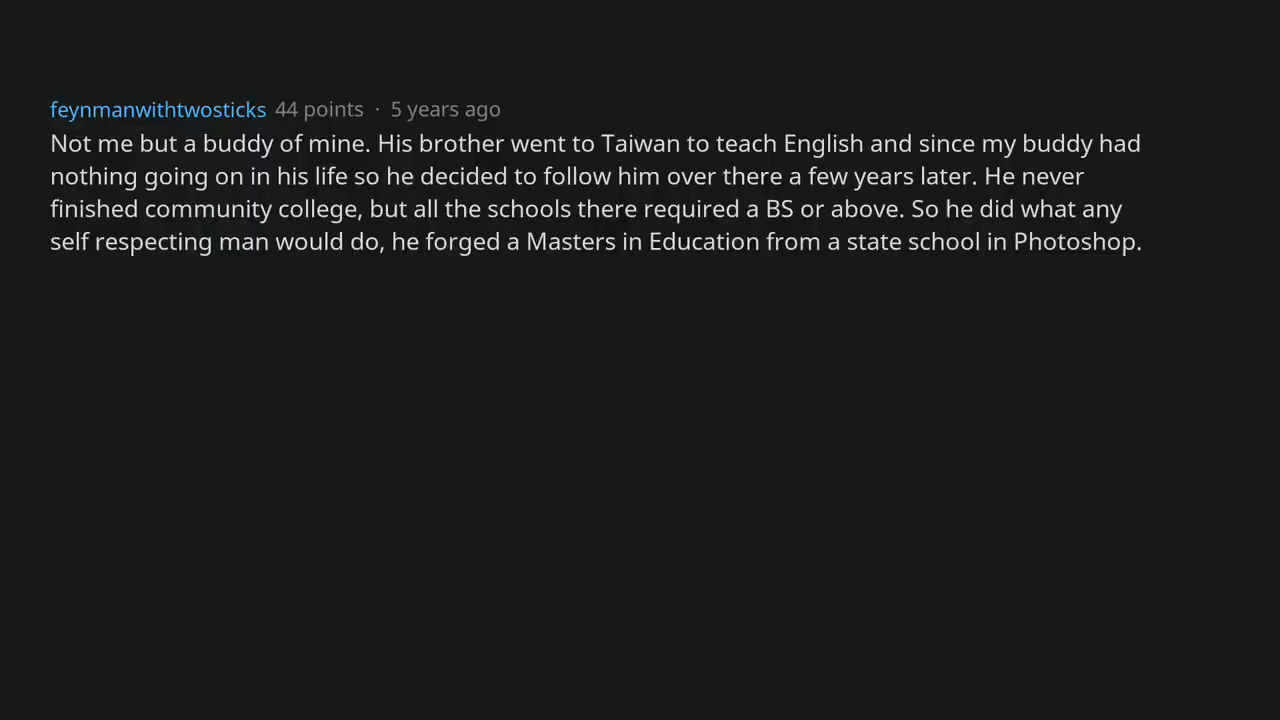 feynmanwithtwosticks 44 points · 5 years ago
Not me but a buddy of mine. His brother went to Taiwan to teach English and since my buddy had
nothing going on in his life so he decided to follow him over there a few years later. He never
finished community college, but all the schools there required a BS or above. So he did what any
self respecting man would do, he forged a Masters in Education from a state school in Photoshop.